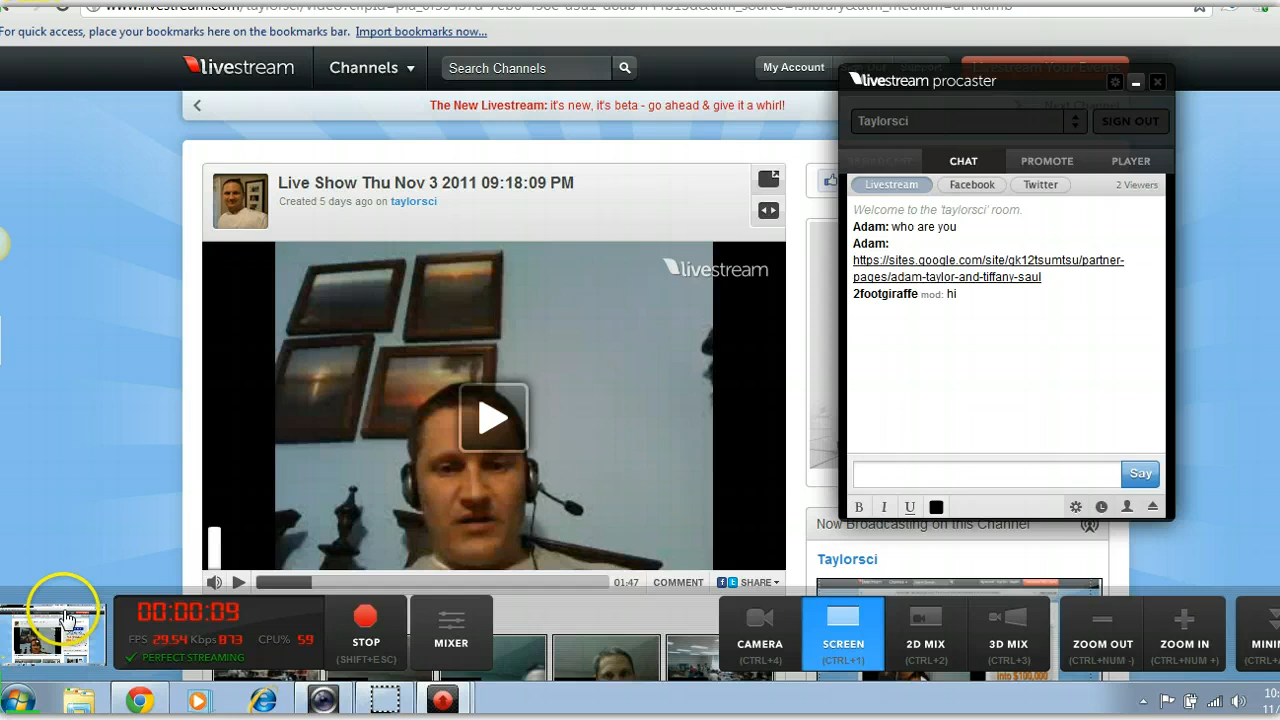 For quick access, place your bookmarks here on the bookmarks bar. Import bookmarks now...
livestream
Channels
Search Channels
My Account
The New Livestream: it's new, it's beta - go ahead & give it a whirl!
livestream procaster
Taylorsci
SIGN OUT
CHAT
PROMOTE
PLAYER
Livestream
Facebook
Twitter
2 Viewers
Welcome to the 'taylorsci' room.
Adam: who are you
Adam:
https://sites.google.com/site/gk12tsumtsu/partner-
pages/adam-taylor-and-tiffany-saul
2footgiraffe mod: hi
Say
B I U
Live Show Thu Nov 3 2011 09:18:09 PM
Created 5 days ago on taylorsci
livestream
01:47
COMMENT
SHARE
Now Broadcasting on this Channel
Taylorsci
00:00:09
FPS 29.54 Kbps 873 CPU% 59
PERFECT STREAMING
STOP
(SHIFT+ESC)
MIXER
CAMERA
(CTRL+4)
SCREEN
(CTRL+1)
2D MIX
(CTRL+2)
3D MIX
(CTRL+3)
ZOOM OUT
(CTRL+NUM -)
ZOOM IN
(CTRL+NUM +)